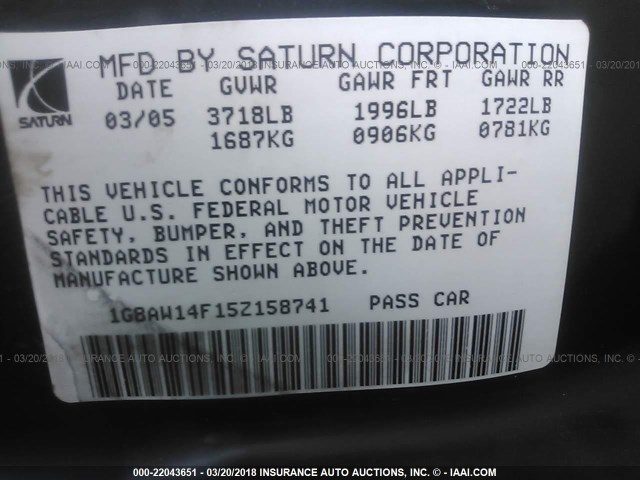 MFD BY SATURN CORPORATION
DATE GVWR GAWR FRT GAWR RR
03/05 3718LB 1996LB 1722LB
1687KG 0906KG 0781KG
SATURN
THIS VEHICLE CONFORMS TO ALL APPLI-
CABLE U.S. FEDERAL MOTOR VEHICLE
SAFETY, BUMPER, AND THEFT PREVENTION
STANDARDS IN EFFECT ON THE DATE OF
MANUFACTURE SHOWN ABOVE.
1G8AW14F15Z158741 PASS CAR
000-22043651 - 03/20/2018 INSURANCE AUTO AUCTIONS - IAAI.COM